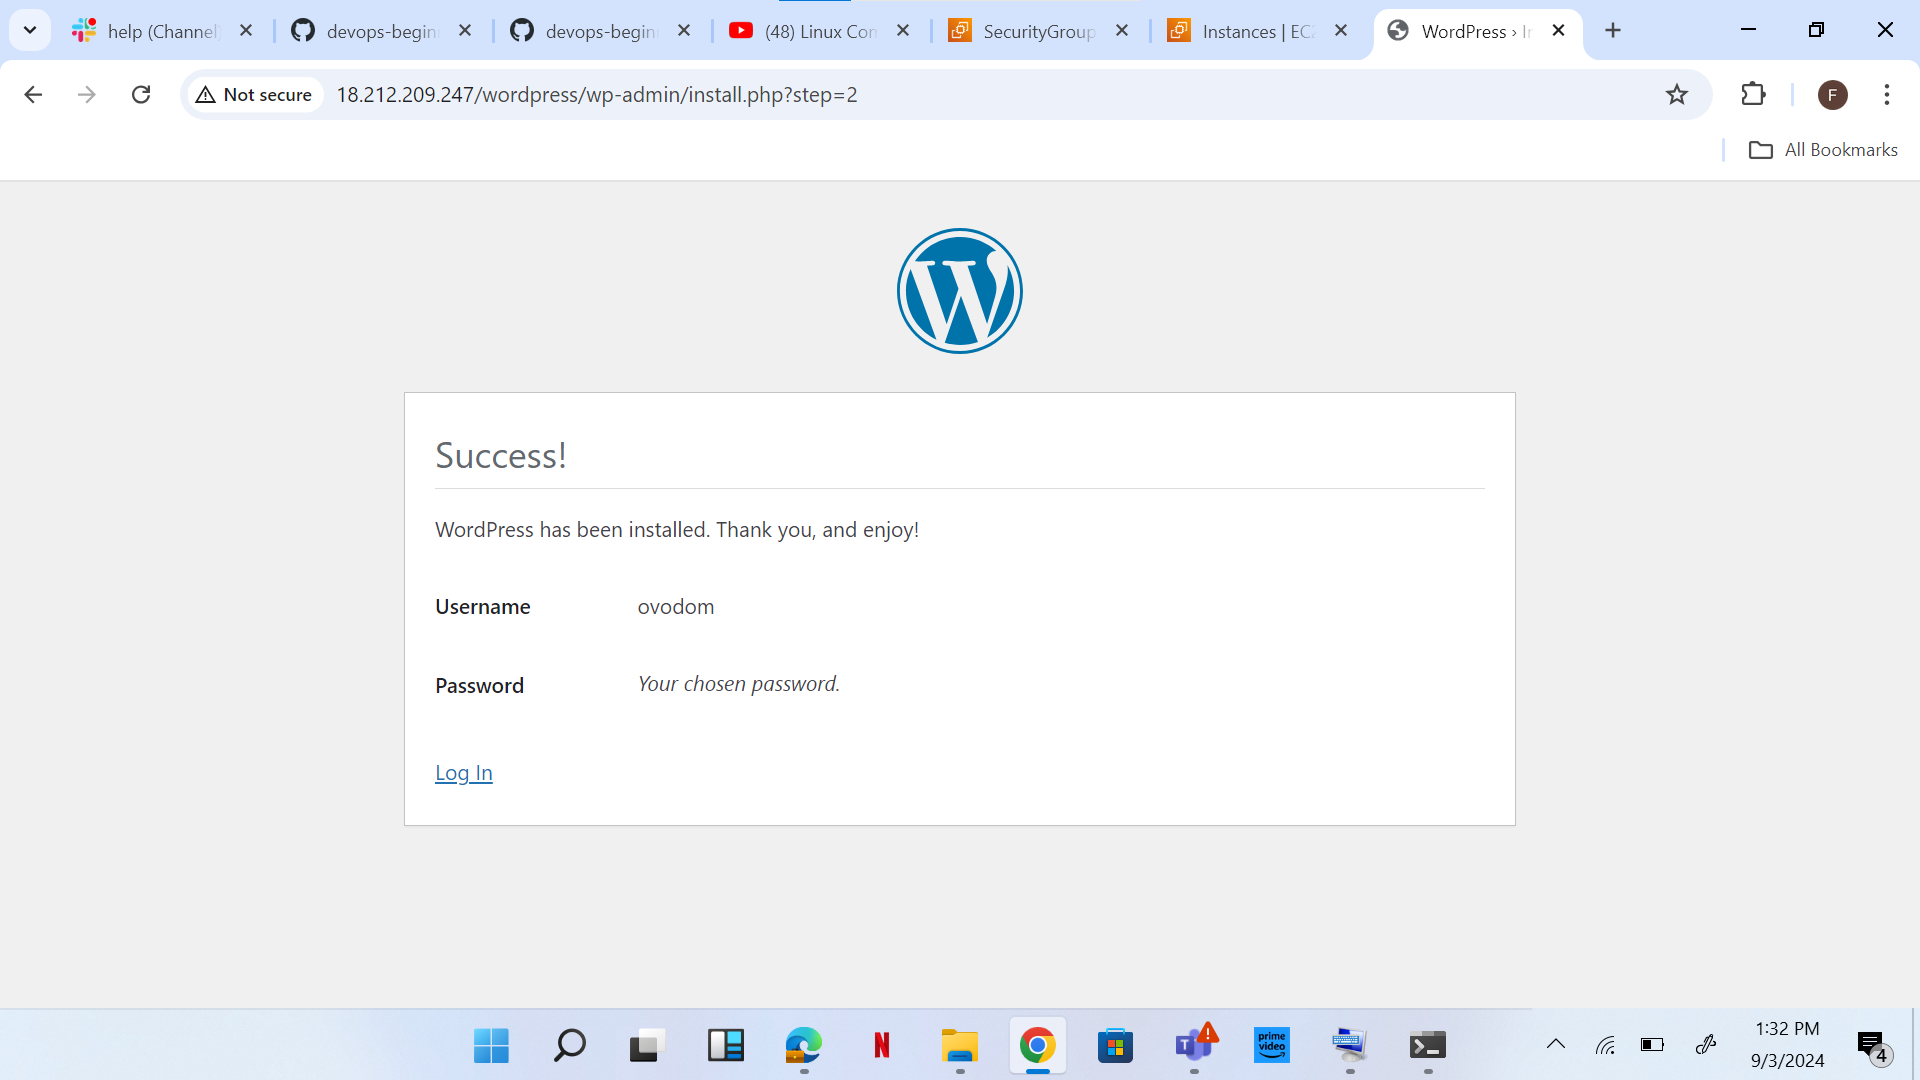 help (Channel)
devops-begin
devops-begin
(48) Linux Con
SecurityGroup
Instances | EC2
WordPress › In
Not secure
18.212.209.247/wordpress/wp-admin/install.php?step=2
F
All Bookmarks
W
Success!
WordPress has been installed. Thank you, and enjoy!
Username ovodom
Password Your chosen password.
Log In
N
T
prime
video
1:32 PM
9/3/2024
4